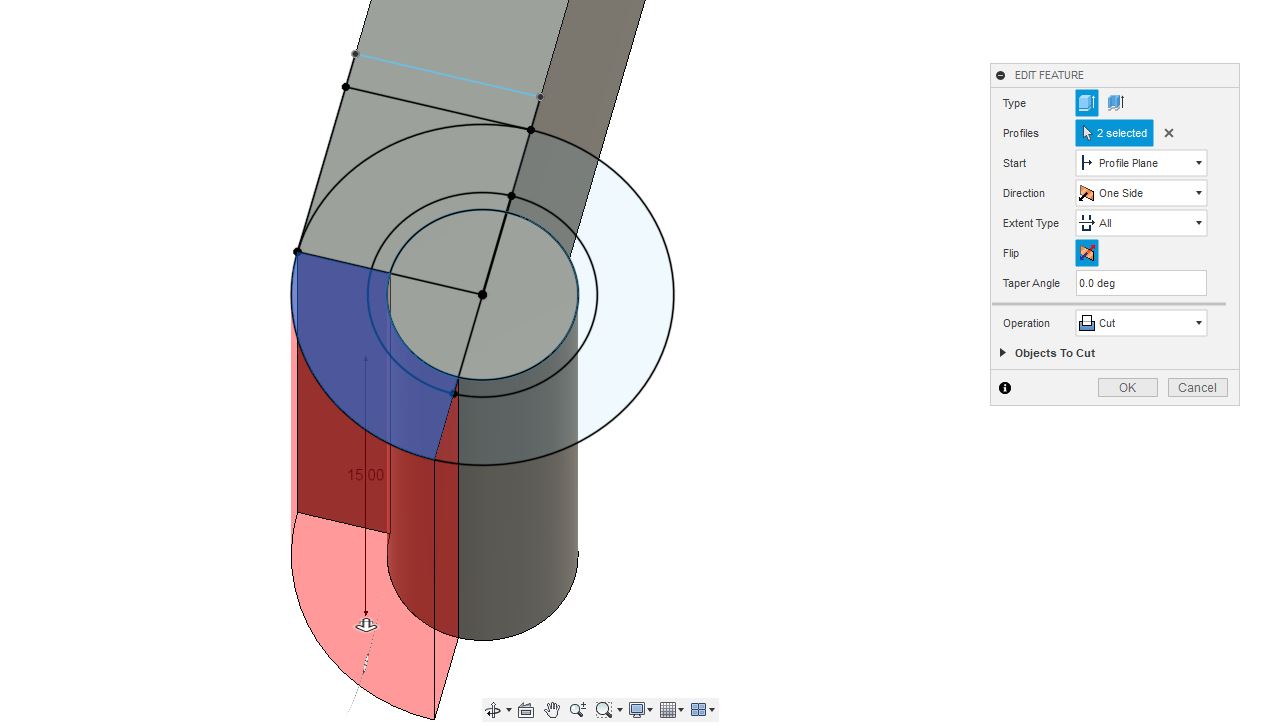 EDIT FEATURE
Type
Profiles 2 selected
Start Profile Plane
Direction One Side
Extent Type All
Flip
Taper Angle 0.0 deg
Operation Cut
Objects To Cut
OK Cancel
15.00